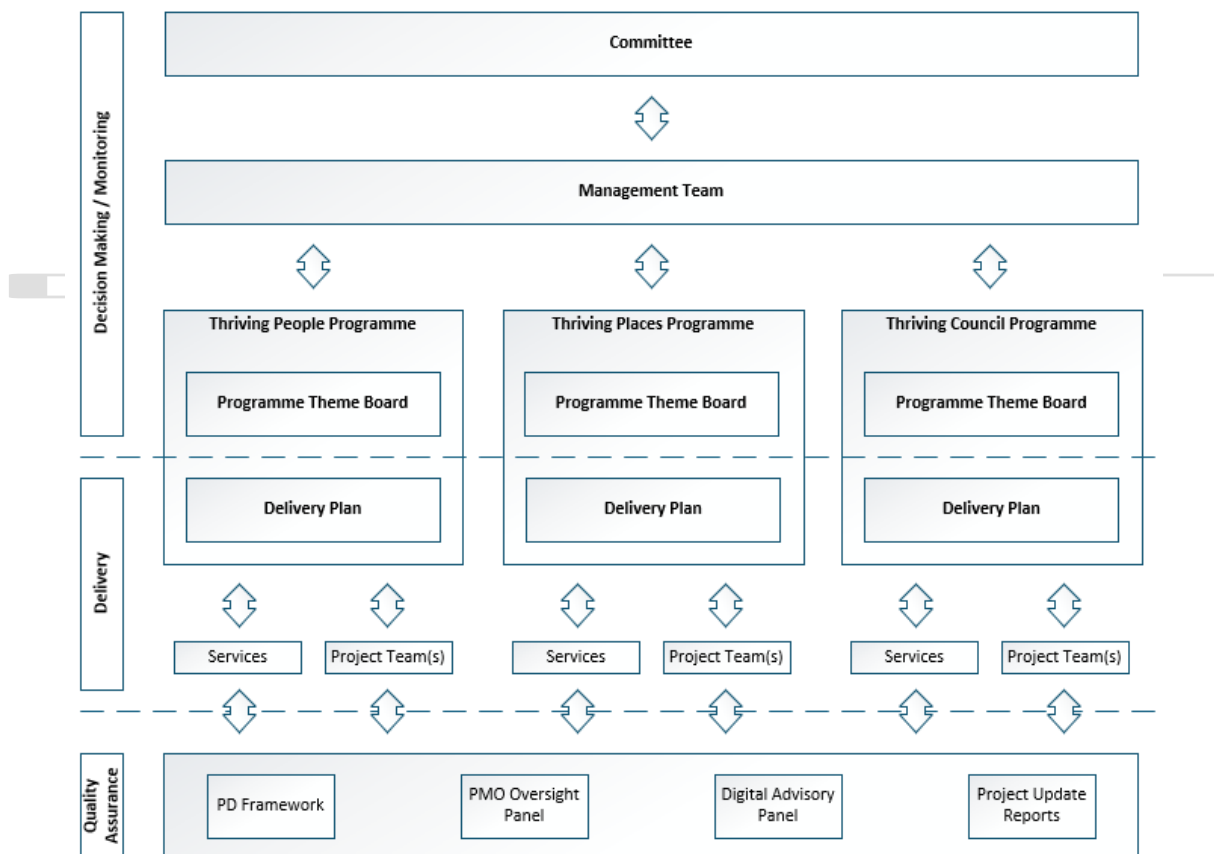 Decision Making / Monitoring
Committee
Management Team
Thriving People Programme
Thriving Places Programme
Thriving Council Programme
Programme Theme Board
Programme Theme Board
Programme Theme Board
Delivery
Delivery Plan
Delivery Plan
Delivery Plan
Services
Project Team(s)
Services
Project Team(s)
Services
Project Team(s)
Quality
Assurance
PD Framework
PMO Oversight
Panel
Digital Advisory
Panel
Project Update
Reports